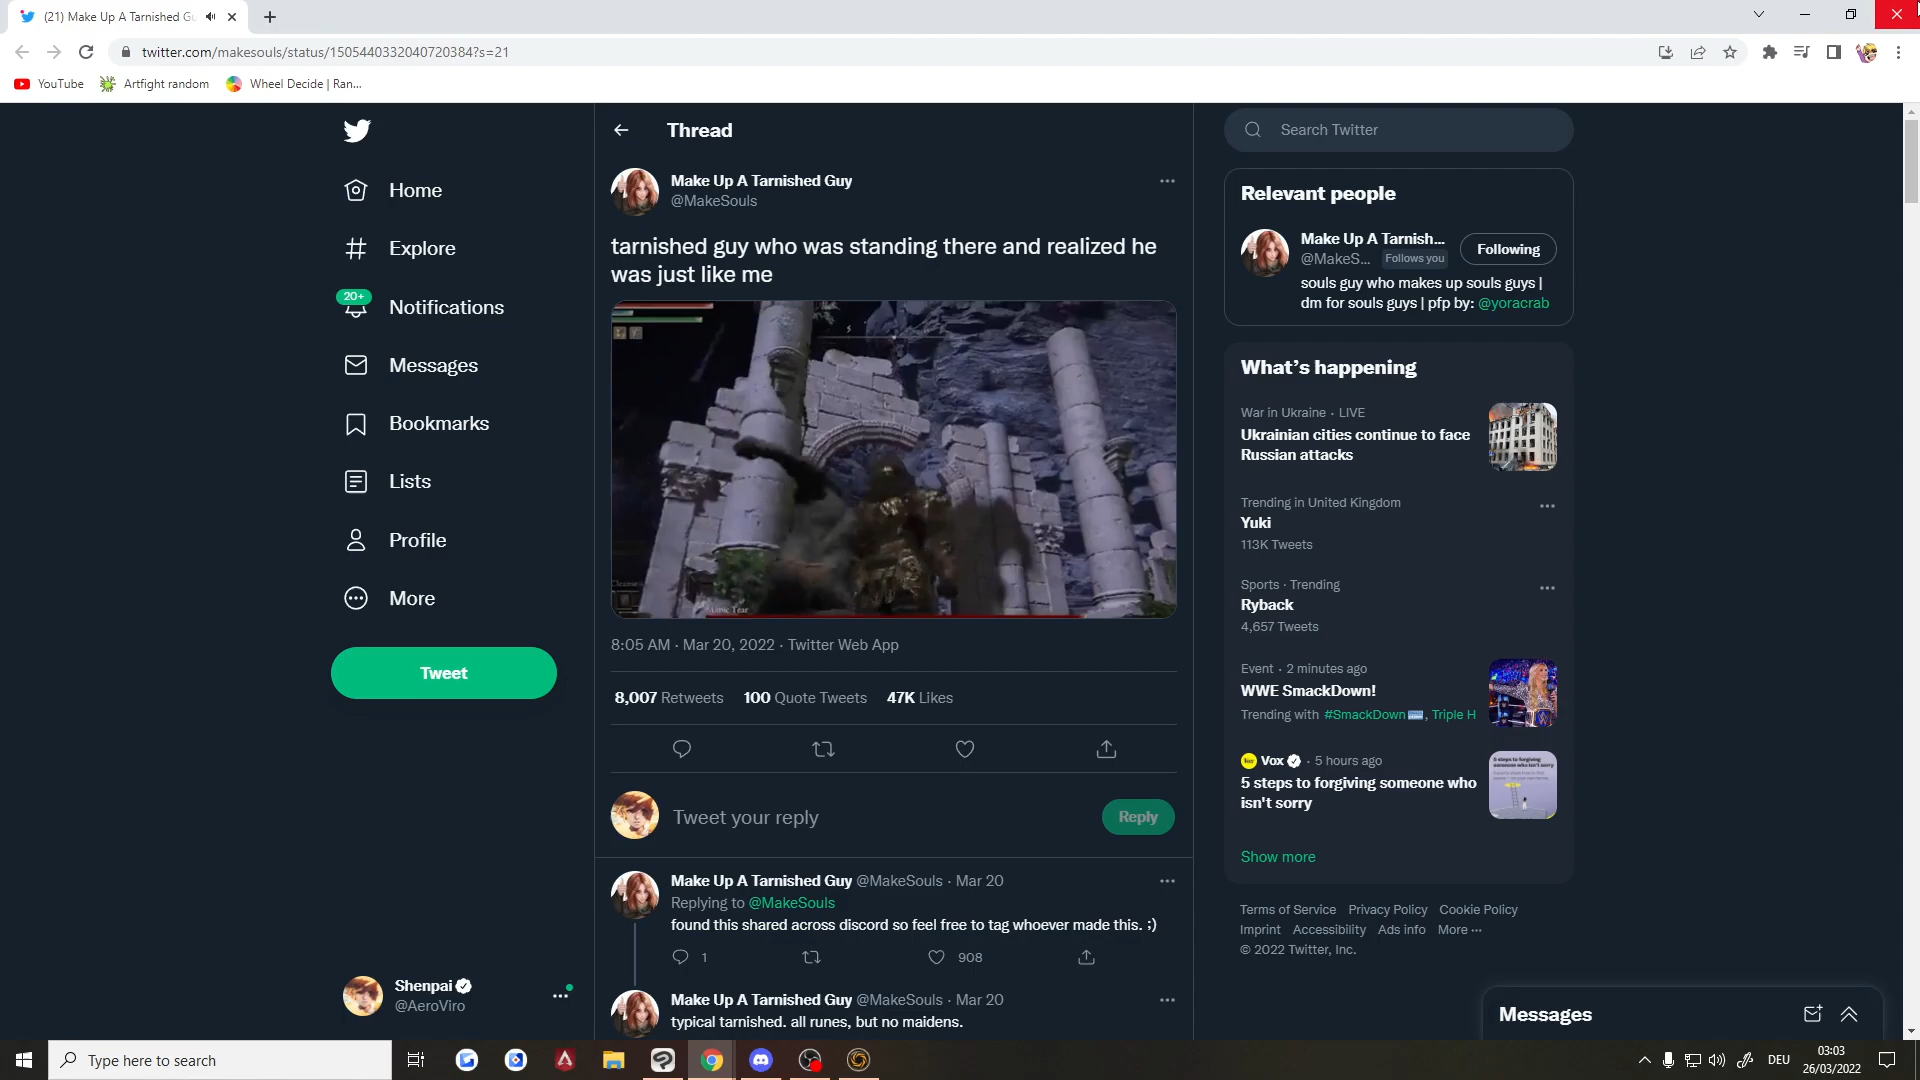 (21) Make Up A Tarnished Gu
twitter.com/makesouls/status/1505440332040720384?s=21
YouTube
Artfight random
Wheel Decide | Ran...
Home
Explore
20+
Notifications
Messages
Bookmarks
Lists
Profile
More
Tweet
Shenpai
@AeroViro
Thread
Make Up A Tarnished Guy
@MakeSouls
tarnished guy who was standing there and realized he
was just like me
8:05 AM · Mar 20, 2022 · Twitter Web App
8,007 Retweets 100 Quote Tweets 47K Likes
Tweet your reply
Reply
Make Up A Tarnished Guy @MakeSouls · Mar 20
Replying to @MakeSouls
found this shared across discord so feel free to tag whoever made this. ;)
1
908
Make Up A Tarnished Guy @MakeSouls · Mar 20
typical tarnished. all runes, but no maidens.
Search Twitter
Relevant people
Make Up A Tarnish...
@MakeS... Follows you
Following
souls guy who makes up souls guys |
dm for souls guys | pfp by: @yoracrab
What's happening
War in Ukraine · LIVE
Ukrainian cities continue to face
Russian attacks
Trending in United Kingdom
Yuki
113K Tweets
Sports · Trending
Ryback
4,657 Tweets
Event · 2 minutes ago
WWE SmackDown!
Trending with #SmackDown, Triple H
Vox · 5 hours ago
5 steps to forgiving someone who
isn't sorry
Show more
Terms of Service Privacy Policy Cookie Policy
Imprint Accessibility Ads info More ···
© 2022 Twitter, Inc.
Messages
Type here to search
DEU
03:03
26/03/2022